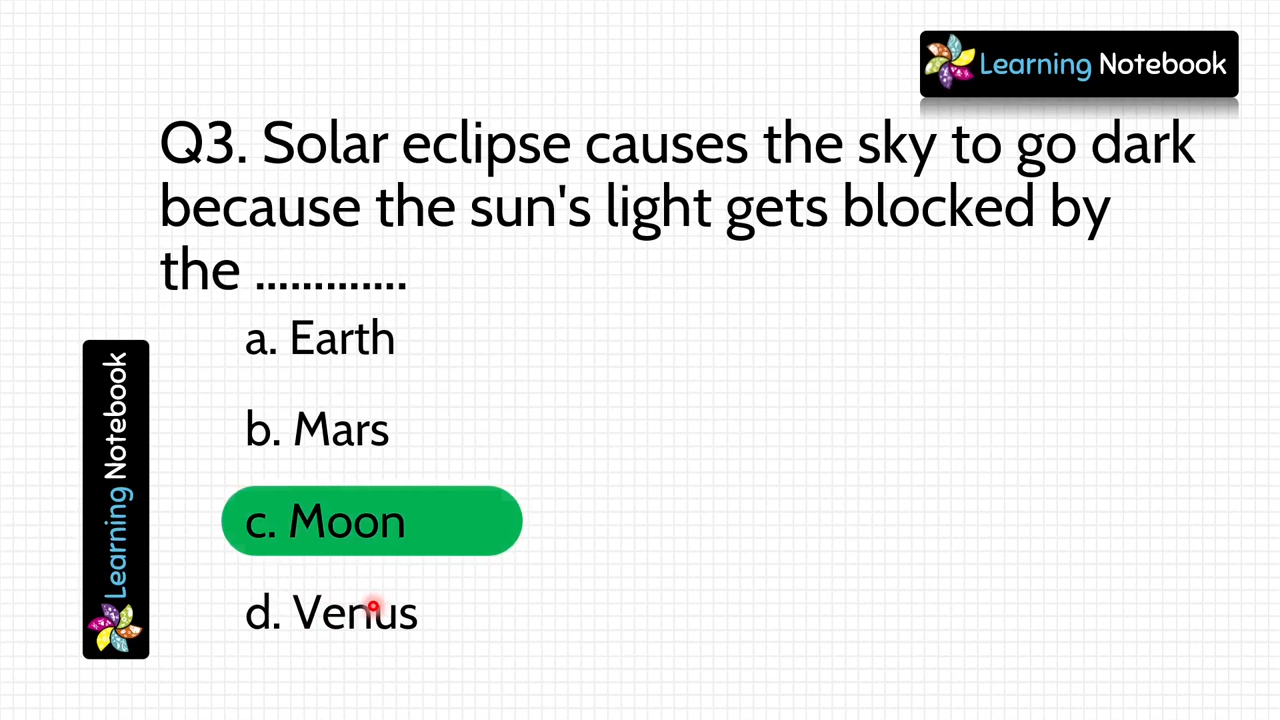 Learning Notebook
Q3. Solar eclipse causes the sky to go dark
because the sun's light gets blocked by
the .............
a. Earth
b. Mars
c. Moon
d. Venus
Learning Notebook